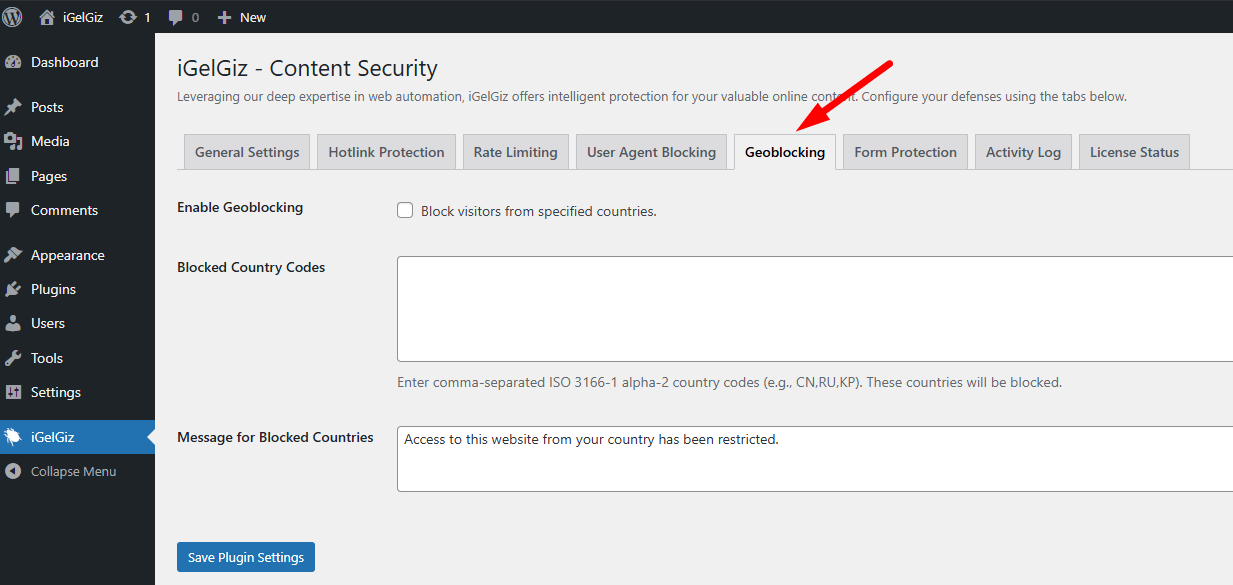 iGelGiz 1 0 New
Dashboard
Posts
Media
Pages
Comments
Appearance
Plugins
Users
Tools
Settings
iGelGiz
Collapse Menu
iGelGiz - Content Security
Leveraging our deep expertise in web automation, iGelGiz offers intelligent protection for your valuable online content. Configure your defenses using the tabs below.
General Settings Hotlink Protection Rate Limiting User Agent Blocking Geoblocking Form Protection Activity Log License Status
Enable Geoblocking Block visitors from specified countries.
Blocked Country Codes
Enter comma-separated ISO 3166-1 alpha-2 country codes (e.g., CN,RU,KP). These countries will be blocked.
Message for Blocked Countries Access to this website from your country has been restricted.
Save Plugin Settings